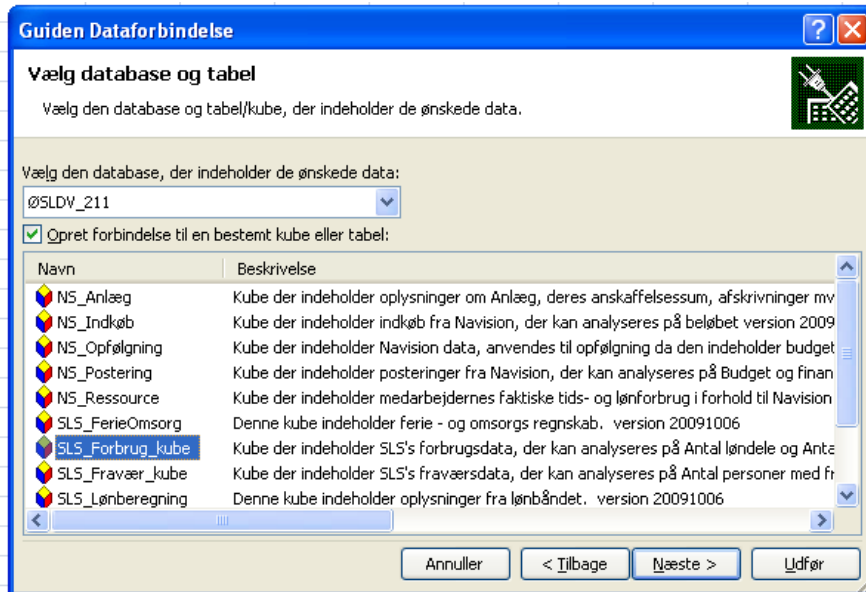 Guiden Dataforbindelse
Vælg database og tabel
Vælg den database og tabel/kube, der indeholder de ønskede data.
Vælg den database, der indeholder de ønskede data:
ØSLDV_211
Opret forbindelse til en bestemt kube eller tabel:
Navn Beskrivelse
NS_Anlæg Kube der indeholder oplysninger om Anlæg, deres anskaffelsessum, afskrivninger mv
NS_Indkøb Kube der indeholder indkøb fra Navision, der kan analyseres på beløbet version 2009
NS_Opfølgning Kube der indeholder Navision data, anvendes til opfølgning da den indeholder budget
NS_Postering Kube der indeholder posteringer fra Navision, der kan analyseres på Budget og finan
NS_Ressource Kube der indeholder medarbejdernes faktiske tids- og lønforbrug i forhold til Navision
SLS_FerieOmsorg Denne kube indeholder ferie - og omsorgs regnskab. version 20091006
SLS_Forbrug_kube Kube der indeholder SLS's forbrugsdata, der kan analyseres på Antal løndele og Anta
SLS_Fravær_kube Kube der indeholder SLS's fraværsdata, der kan analyseres på Antal personer med fr
SLS_Lønberegning Denne kube indeholder oplysninger fra lønbåndet. version 20091006
Annuller < Tilbage Næste > Udfør